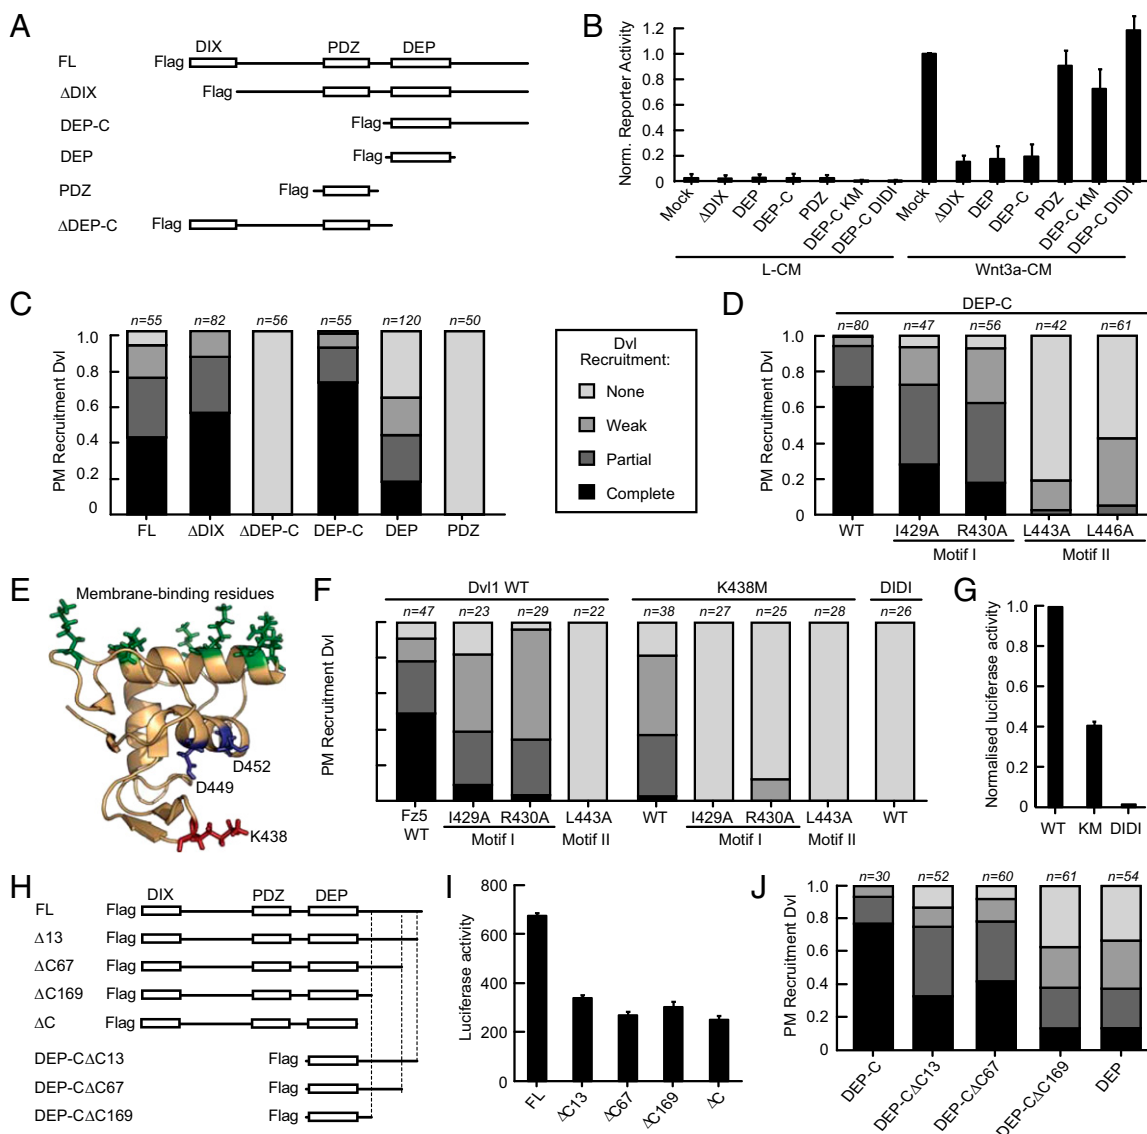 A
DIX PDZ DEP
FL Flag
ΔDIX Flag
DEP-C Flag
DEP Flag
PDZ Flag
ΔDEP-C Flag
B
Norm. Reporter Activity
1.2
1.0
0.8
0.6
0.4
0.2
0
Mock ΔDIX DEP DEP-C PDZ DEP-C KM DEP-C DIDI Mock ΔDIX DEP DEP-C PDZ DEP-C KM DEP-C DIDI
L-CM Wnt3a-CM
C
n=55 n=82 n=56 n=55 n=120 n=50
PM Recruitment Dvl
1.0
0.8
0.6
0.4
0.2
0
FL ΔDIX ΔDEP-C DEP-C DEP PDZ
Dvl
Recruitment:
None
Weak
Partial
Complete
D
DEP-C
n=80 n=47 n=56 n=42 n=61
PM Recruitment Dvl
1.0
0.8
0.6
0.4
0.2
0
WT I429A R430A L443A L446A
Motif I Motif II
E
Membrane-binding residues
D452
D449
K438
F
Dvl1 WT K438M DIDI
n=47 n=23 n=29 n=22 n=38 n=27 n=25 n=28 n=26
PM Recruitment Dvl
Fz5 I429A R430A L443A WT I429A R430A L443A WT
WT Motif I Motif II Motif I Motif II
G
Normalised luciferase activity
1.0
0.8
0.6
0.4
0.2
0
WT KM DIDI
H
DIX PDZ DEP
FL Flag
Δ13 Flag
ΔC67 Flag
ΔC169 Flag
ΔC Flag
DEP-CΔC13 Flag
DEP-CΔC67 Flag
DEP-CΔC169 Flag
I
Luciferase activity
800
600
400
200
0
FL ΔC13 ΔC67 ΔC169 ΔC
J
n=30 n=52 n=60 n=61 n=54
PM Recruitment Dvl
1.0
0.8
0.6
0.4
0.2
0
DEP-C DEP-CΔC13 DEP-CΔC67 DEP-CΔC169 DEP